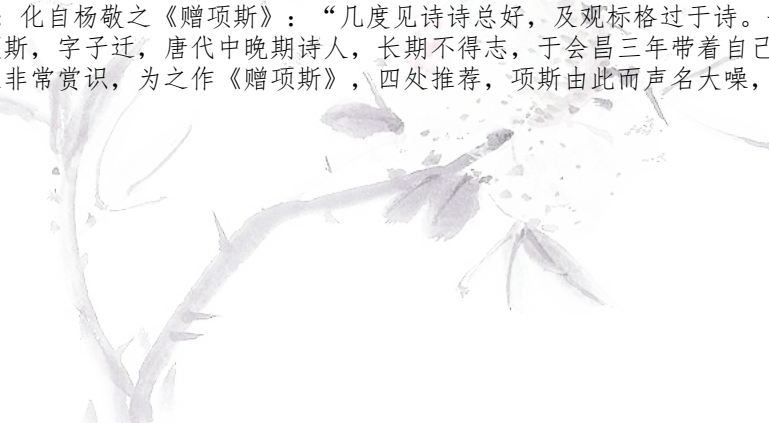 化自杨敬之《赠项斯》：“几度见诗诗总好，及观标格过于诗。
斯，字子迁，唐代中晚期诗人，长期不得志，于会昌三年带着自己
非常赏识，为之作《赠项斯》，四处推荐，项斯由此而声名大噪，